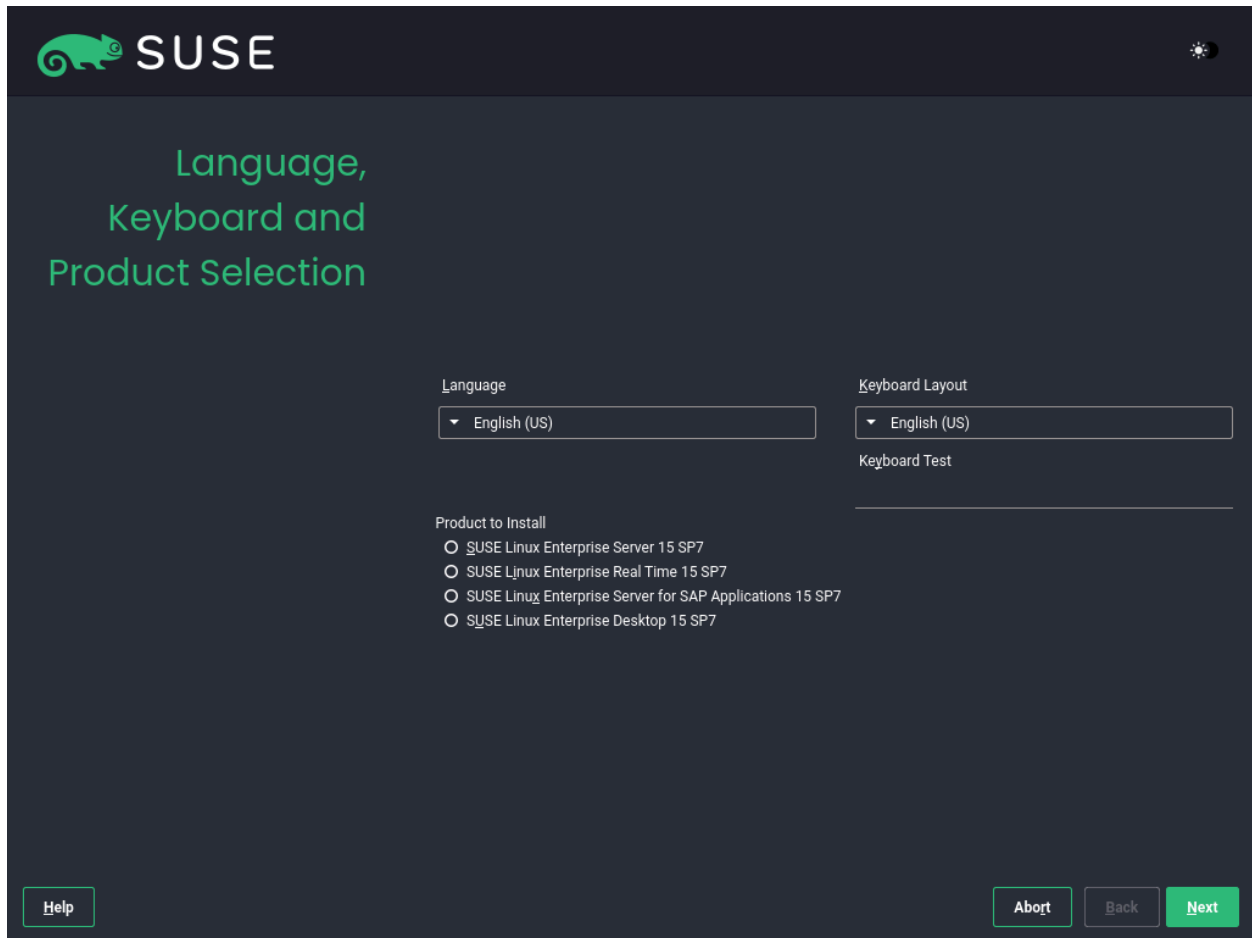 SUSE
Language,
Keyboard and
Product Selection
Language
English (US)
Keyboard Layout
English (US)
Keyboard Test
Product to Install
SUSE Linux Enterprise Server 15 SP7
SUSE Linux Enterprise Real Time 15 SP7
SUSE Linux Enterprise Server for SAP Applications 15 SP7
SUSE Linux Enterprise Desktop 15 SP7
Help
Abort
Back
Next